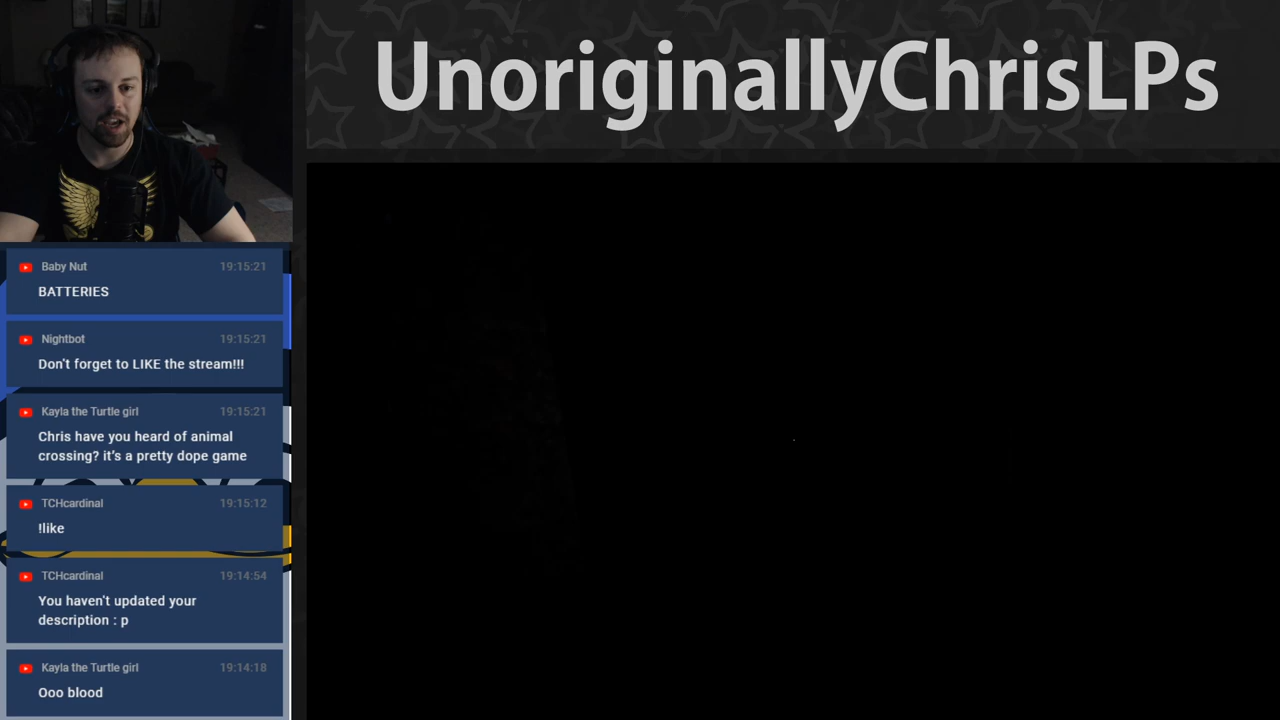 UnoriginallyChrisLPs
Baby Nut 19:15:21
BATTERIES
Nightbot 19:15:21
Don't forget to LIKE the stream!!!
Kayla the Turtle girl 19:15:21
Chris have you heard of animal
crossing? it's a pretty dope game
TCHcardinal 19:15:12
!like
TCHcardinal 19:14:54
You haven't updated your
description : p
Kayla the Turtle girl 19:14:18
Ooo blood